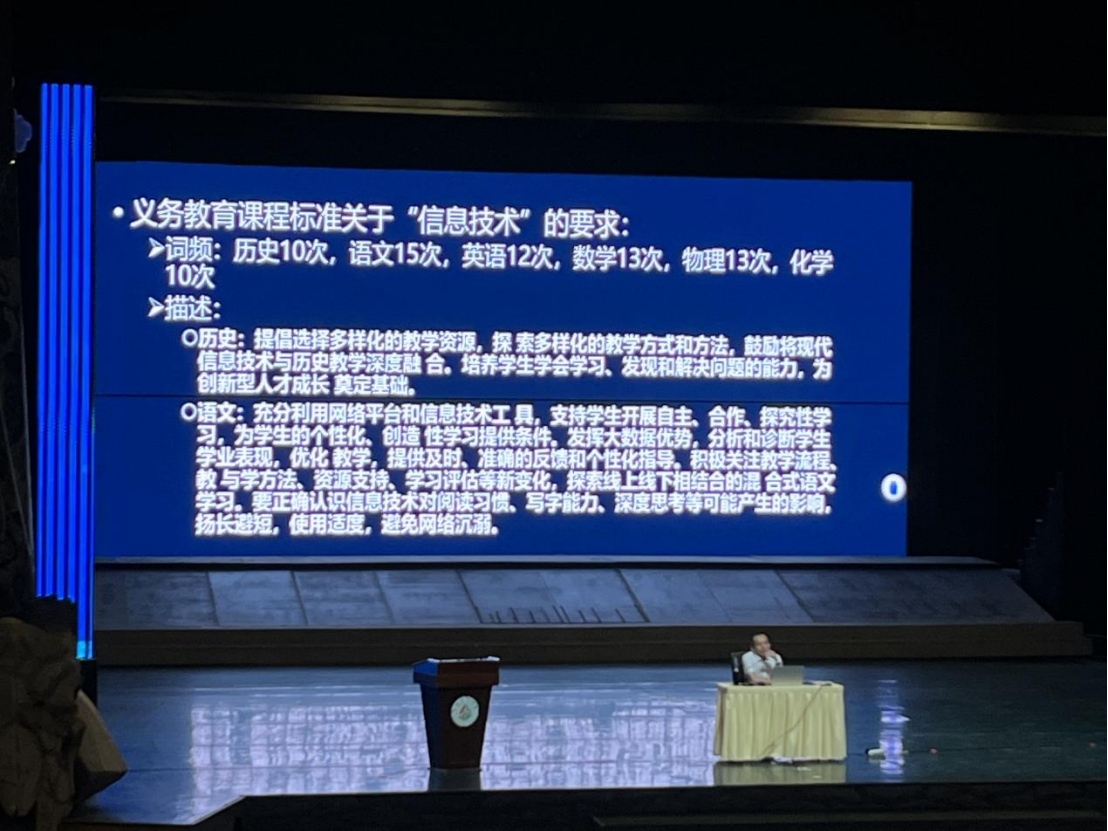 • 义务教育课程标准关于“信息技术”的要求：
➢词频：历史10次，语文15次，英语12次，数学13次，物理13次，化学
10次
➢描述：
○历史：提倡选择多样化的教学资源，探 索多样化的教学方式和方法，鼓励将现代
信息技术与历史教学深度融 合。培养学生学会学习、发现和解决问题的能力，为
创新型人才成长 奠定基础。
○语文：充分利用网络平台和信息技术工 具，支持学生开展自主、合作、探究性学
习，为学生的个性化、创造 性学习提供条件。发挥大数据优势，分析和诊断学生
学业表现，优化 教学，提供及时、准确的反馈和个性化指导。积极关注教学流程、
教 与学方法、资源支持、学习评估等新变化，探索线上线下相结合的混 合式语文
学习。要正确认识信息技术对阅读习惯、写字能力、深度思考等可能产生的影响，
扬长避短，使用适度，避免网络沉溺。